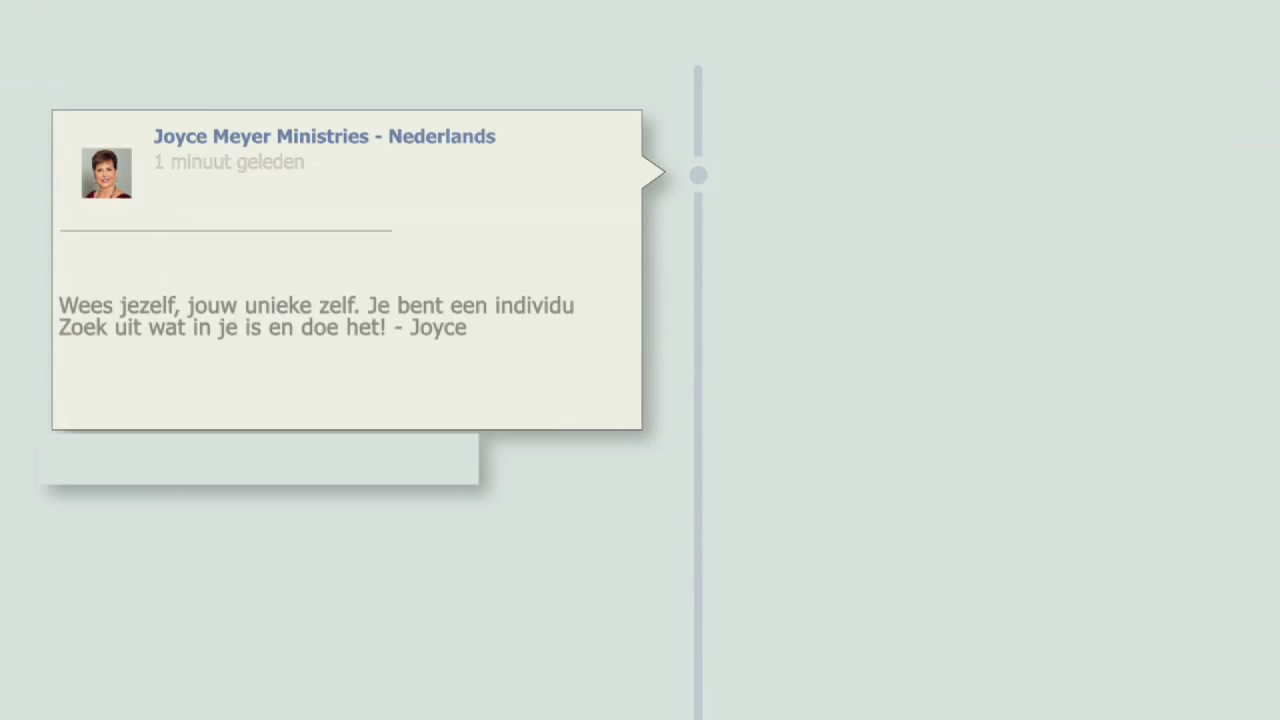 Joyce Meyer Ministries - Nederlands
1 minuut geleden
Wees jezelf, jouw unieke zelf. Je bent een individu
Zoek uit wat in je is en doe het! - Joyce